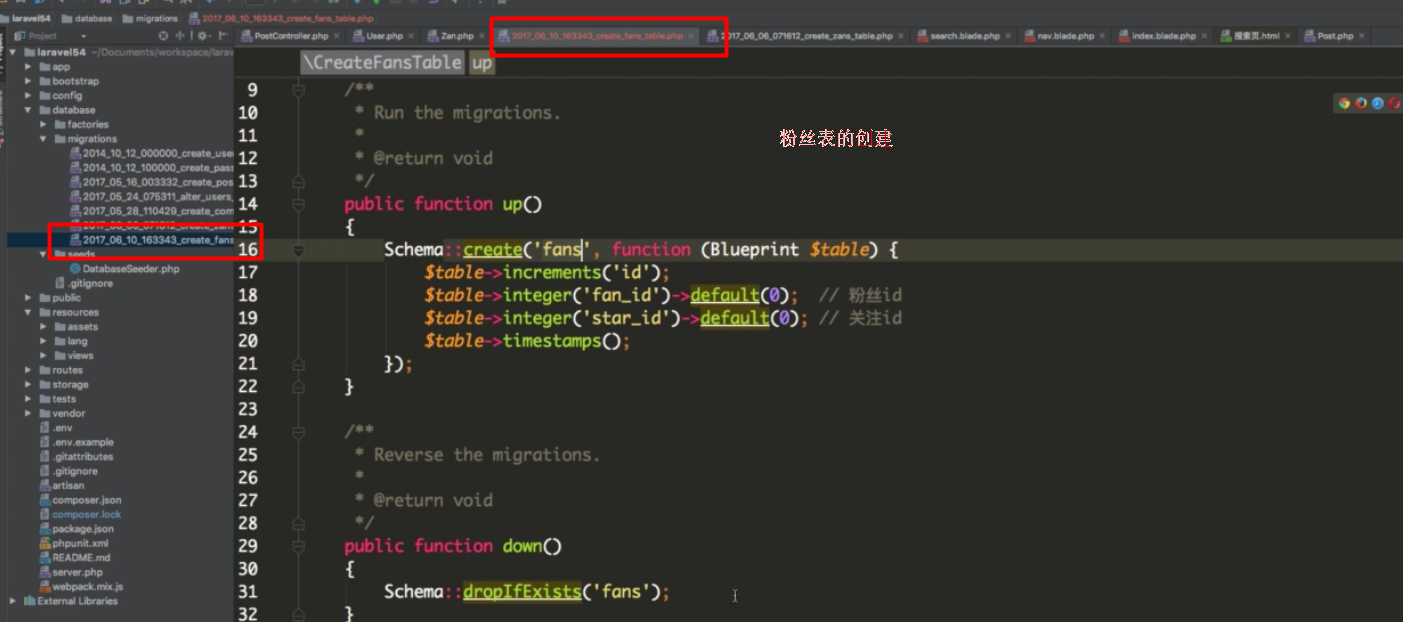 laravel54 database migrations 2017_06_10_163343_create_fans_table.php
Project
PostController.php User.php Zan.php 2017_06_10_163343_create_fans_table.php 2017_06_06_071612_create_zans_table.php search.blade.php nav.blade.php index.blade.php 搜索页.html Post.php
laravel54 ~/Documents/workspace/larav
app
bootstrap
config
database
factories
migrations
2014_10_12_000000_create_use
2014_10_12_100000_create_pas
2017_05_16_003332_create_pos
2017_05_24_075311_alter_users_
2017_05_28_110429_create_com
2017_06_10_163343_create_fans
seeds
DatabaseSeeder.php
.gitignore
public
resources
assets
lang
views
routes
storage
tests
vendor
.env
.env.example
.gitattributes
.gitignore
artisan
composer.json
composer.lock
package.json
phpunit.xml
README.md
server.php
webpack.mix.js
External Libraries
\CreateFansTable up
粉丝表的创建
9 /**
10 * Run the migrations.
11 *
12 * @return void
13 */
14 public function up()
15 {
16 Schema::create('fans', function (Blueprint $table) {
17 $table->increments('id');
18 $table->integer('fan_id')->default(0); // 粉丝id
19 $table->integer('star_id')->default(0); // 关注id
20 $table->timestamps();
21 });
22 }
23
24 /**
25 * Reverse the migrations.
26 *
27 * @return void
28 */
29 public function down()
30 {
31 Schema::dropIfExists('fans');
32 }